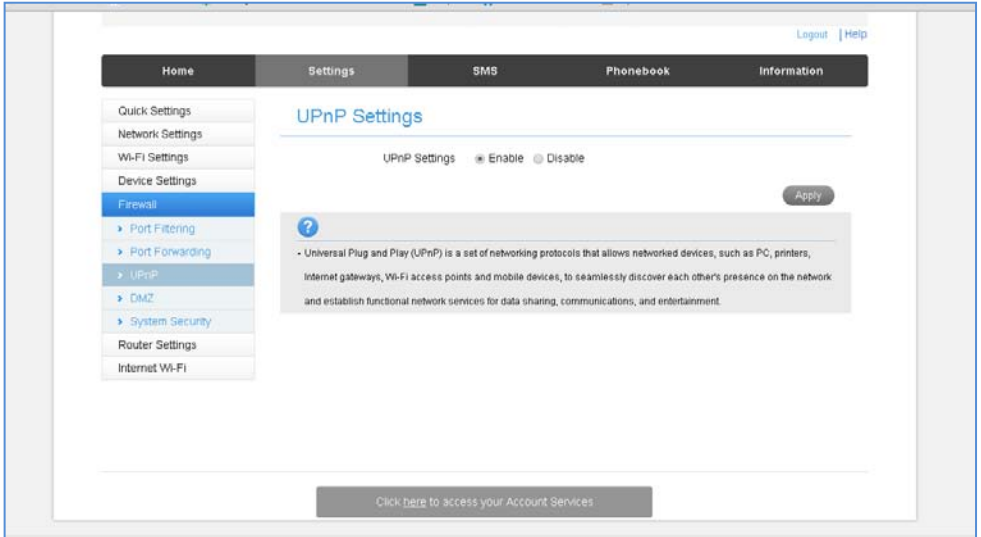 Logout | Help
Home Settings SMS Phonebook Information
Quick Settings
Network Settings
Wi-Fi Settings
Device Settings
Firewall
Port Filtering
Port Forwarding
UPnP
DMZ
System Security
Router Settings
Internet Wi-Fi
UPnP Settings
UPnP Settings Enable Disable
Apply
?
- Universal Plug and Play (UPnP) is a set of networking protocols that allows networked devices, such as PC, printers,
Internet gateways, Wi-Fi access points and mobile devices, to seamlessly discover each other's presence on the network
and establish functional network services for data sharing, communications, and entertainment.
Click here to access your Account Services